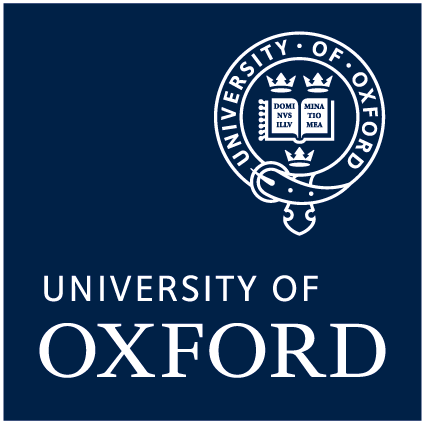 UNIVERSITY · OF · OXFORD
DOMI MINA
NVS TIO
ILLV MEA
UNIVERSITY OF
OXFORD